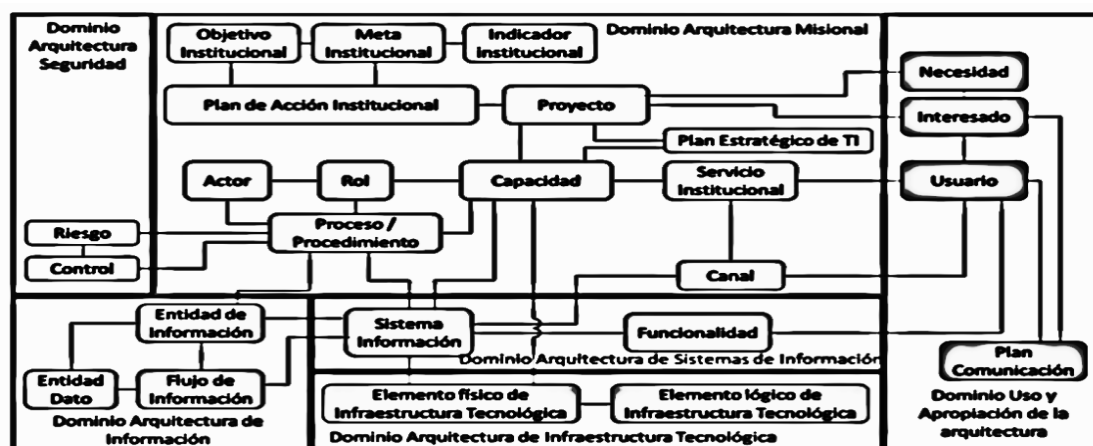 Dominio
Arquitectura
Seguridad
Riesgo
Control
Dominio Arquitectura Misional
Objetivo
Institucional
Meta
Institucional
Indicador
Institucional
Plan de Acción Institucional
Proyecto
Plan Estratégico de TI
Actor
Rol
Capacidad
Servicio
Institucional
Proceso /
Procedimiento
Canal
Necesidad
Interesado
Usuario
Plan
Comunicación
Dominio Uso y
Apropiación de la
arquitectura
Entidad de
Información
Entidad
Dato
Flujo de
Información
Dominio Arquitectura de
Información
Sistema
Información
Funcionalidad
Dominio Arquitectura de Sistemas de Información
Elemento físico de
Infraestructura Tecnológica
Elemento lógico de
Infraestructura Tecnológica
Dominio Arquitectura de Infraestructura Tecnológica